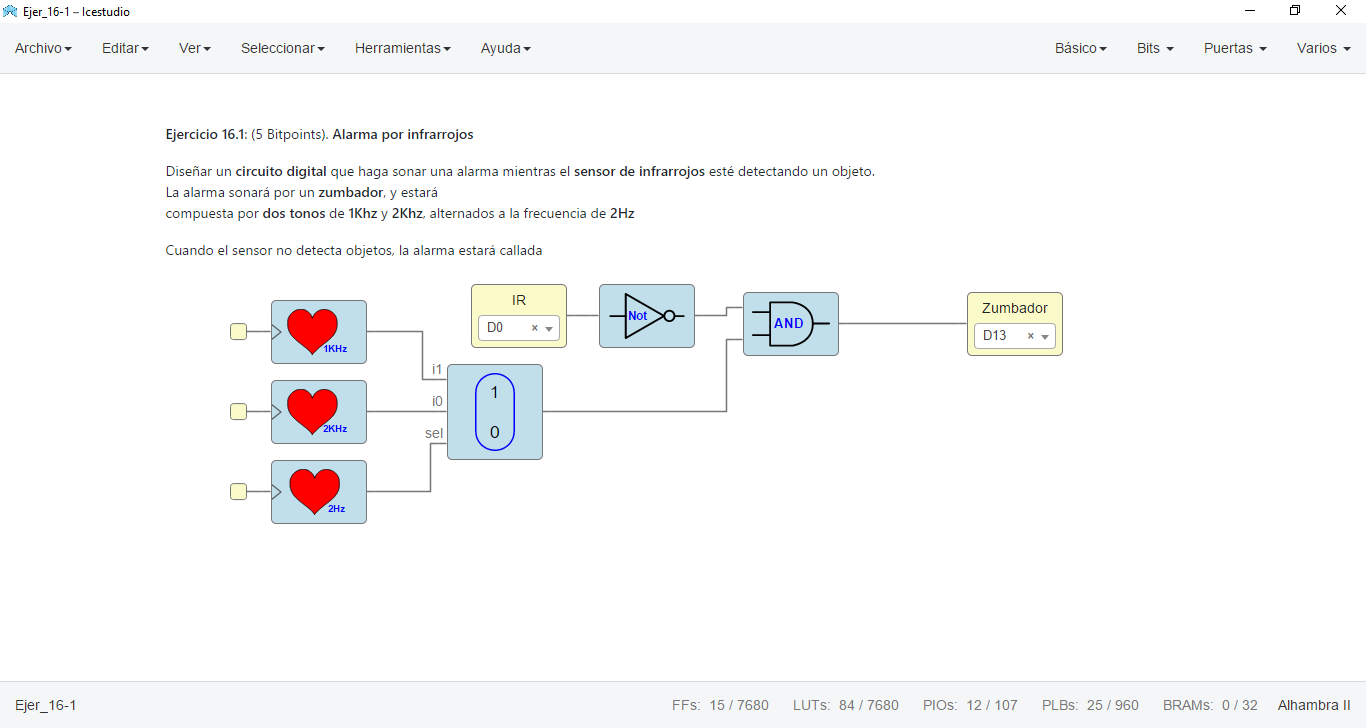 Ejer_16-1 – Icestudio
Archivo Editar Ver Seleccionar Herramientas Ayuda Básico Bits Puertas Varios
Ejercicio 16.1: (5 Bitpoints). Alarma por infrarrojos
Diseñar un circuito digital que haga sonar una alarma mientras el sensor de infrarrojos esté detectando un objeto.
La alarma sonará por un zumbador, y estará
compuesta por dos tonos de 1Khz y 2Khz, alternados a la frecuencia de 2Hz
Cuando el sensor no detecta objetos, la alarma estará callada
IR
D0 ×
Not
AND
Zumbador
D13 ×
1KHz
i1
i0
sel
1
0
2KHz
2Hz
Ejer_16-1 FFs: 15 / 7680 LUTs: 84 / 7680 PIOs: 12 / 107 PLBs: 25 / 960 BRAMs: 0 / 32 Alhambra II